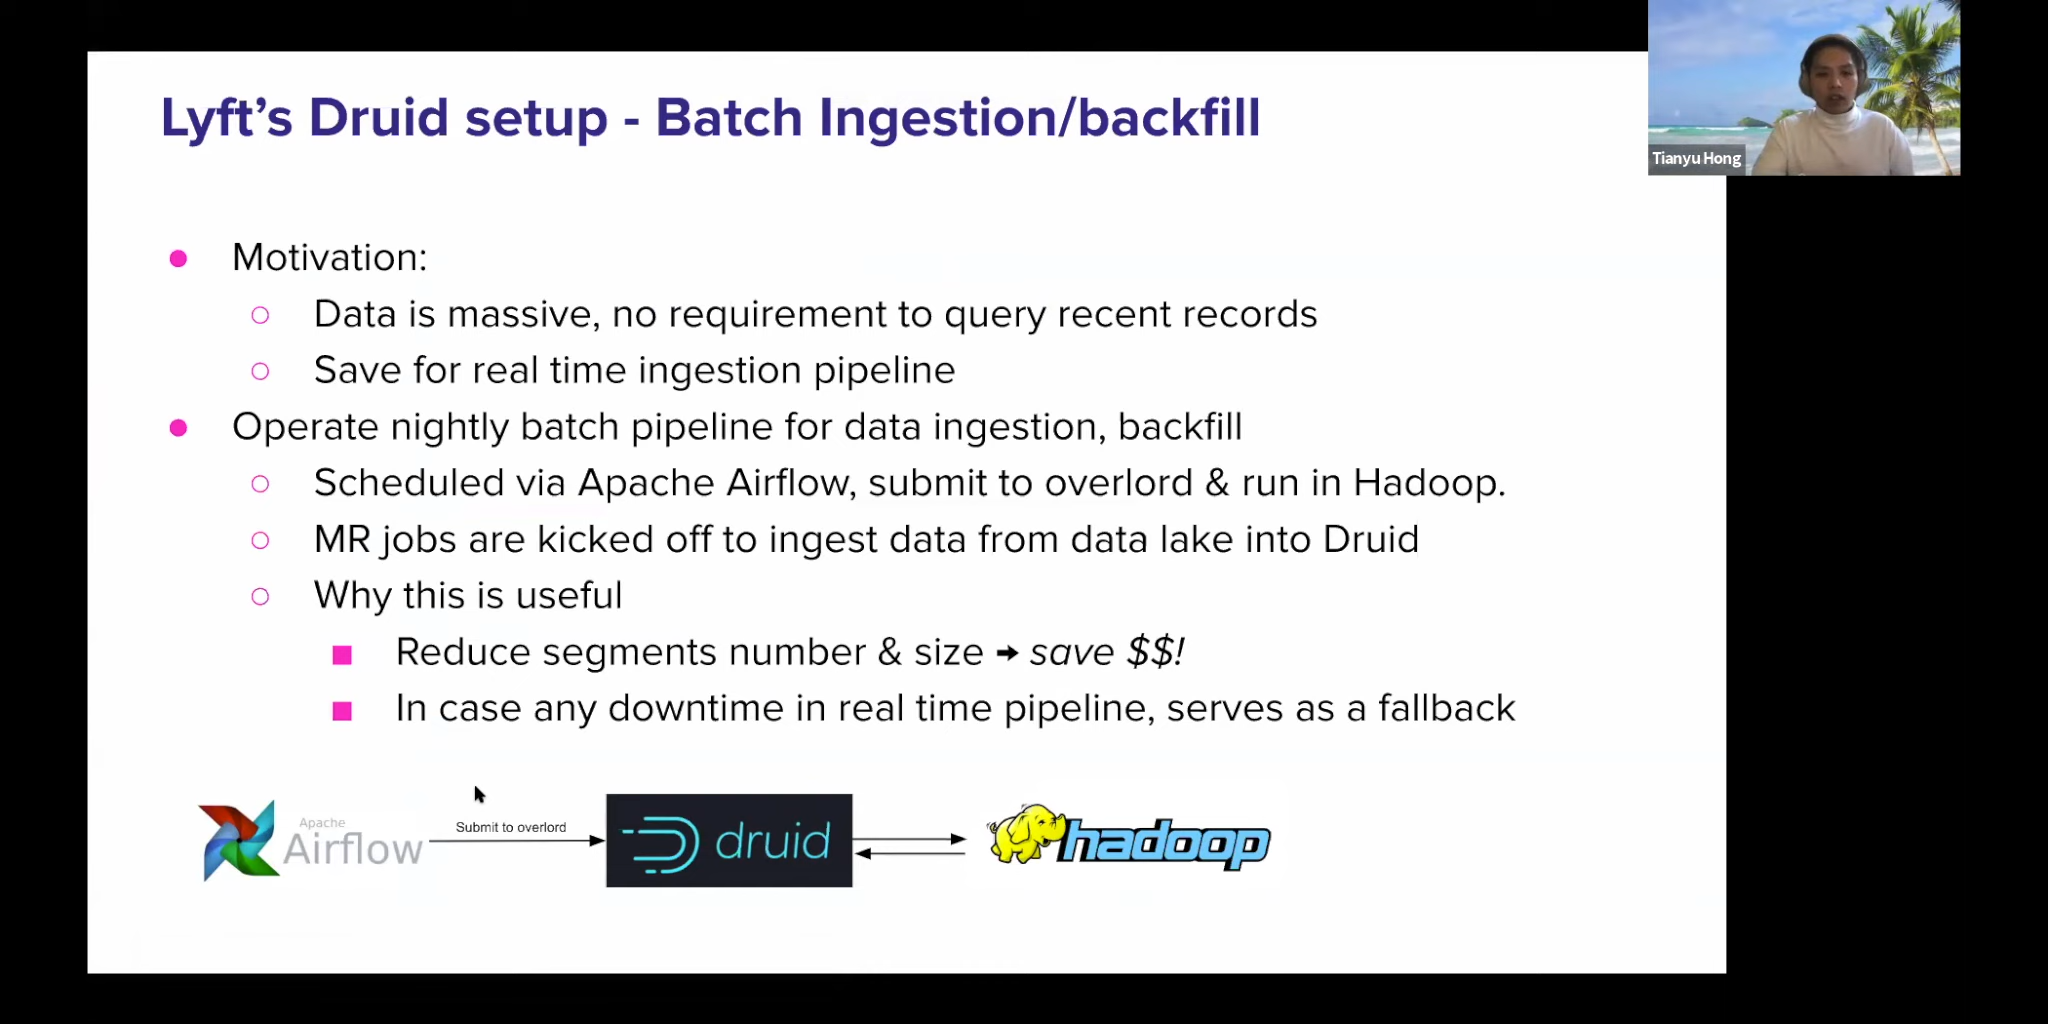 Lyft's Druid setup - Batch Ingestion/backfill
Tianyu Hong
Motivation:
Data is massive, no requirement to query recent records
Save for real time ingestion pipeline
Operate nightly batch pipeline for data ingestion, backfill
Scheduled via Apache Airflow, submit to overlord & run in Hadoop.
MR jobs are kicked off to ingest data from data lake into Druid
Why this is useful
Reduce segments number & size → save $$!
In case any downtime in real time pipeline, serves as a fallback
Apache
Airflow
Submit to overlord
druid
hadoop